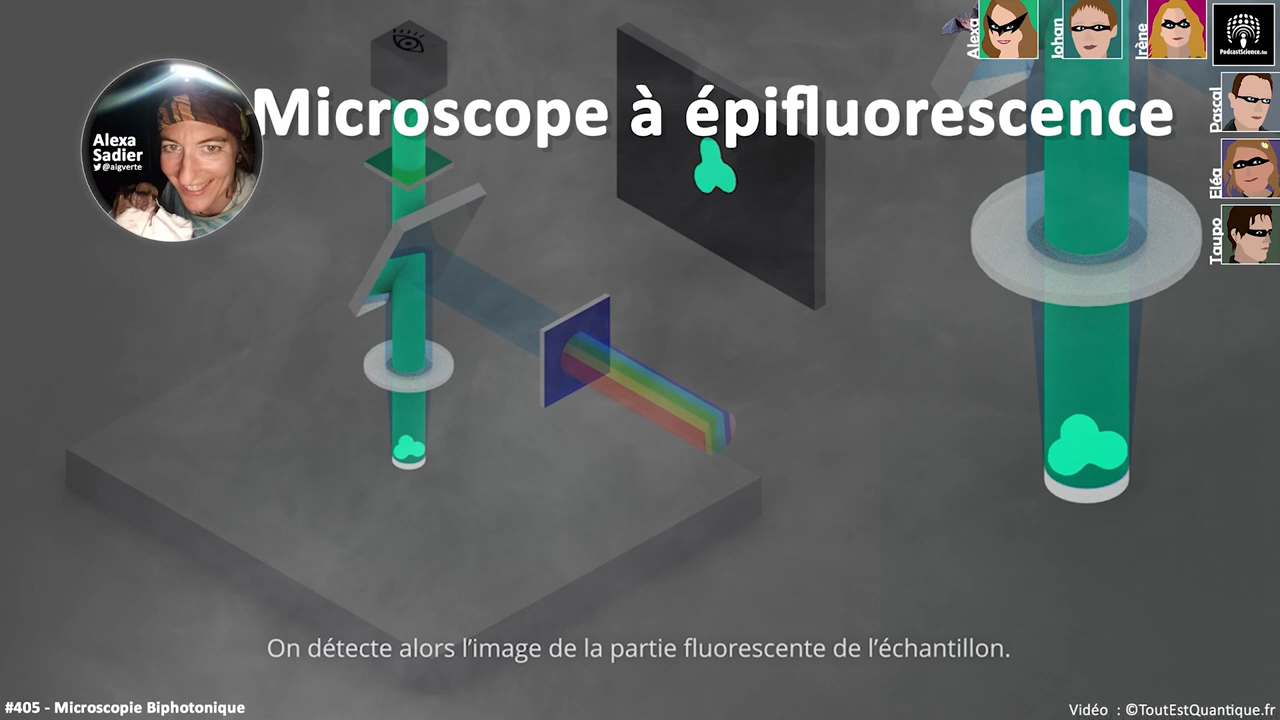 Alexa
Johan
Irène
PodcastScience.fm
Microscope à épifluorescence
Alexa
Sadier
@aigverte
Pascal
Eléa
Taupo
On détecte alors l'image de la partie fluorescente de l'échantillon.
#405 - Microscopie Biphotonique
Vidéo : ©ToutEstQuantique.fr